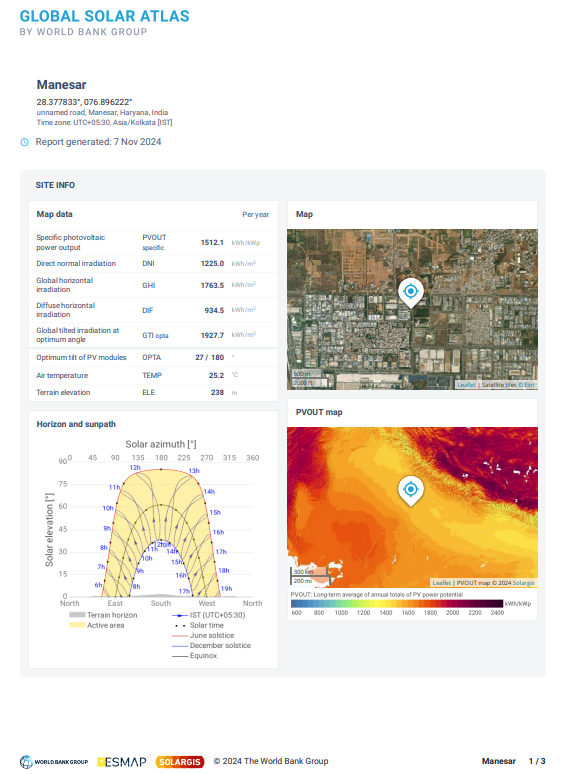 GLOBAL SOLAR ATLAS
BY WORLD BANK GROUP
Manesar
28.377833°, 076.896222°
unnamed road, Manesar, Haryana, India
Time zone: UTC+05:30, Asia/Kolkata [IST]
Report generated: 7 Nov 2024
SITE INFO
Map data Per year
Specific photovoltaic power output PVOUT specific 1512.1 kWh/kWp
Direct normal irradiation DNI 1225.0 kWh/m²
Global horizontal irradiation GHI 1763.5 kWh/m²
Diffuse horizontal irradiation DIF 934.5 kWh/m²
Global tilted irradiation at optimum angle GTI opta 1927.7 kWh/m²
Optimum tilt of PV modules OPTA 27 / 180 °
Air temperature TEMP 25.2 °C
Terrain elevation ELE 238 m
Map
500 m
2000 ft
Leaflet | Satellite tiles © Esri
Horizon and sunpath
Solar azimuth [°]
0 45 90 135 180 225 270 315 360
Solar elevation [°]
90
75
60
45
30
15
0
12h 13h
11h 14h
10h 15h
9h 16h
8h 17h
7h 18h
6h 19h
11h 14h
10h 15h
9h 16h
8h 17h
North East South West North
Terrain horizon
Active area
IST (UTC+05:30)
Solar time
June solstice
December solstice
Equinox
PVOUT map
300 km
200 mi
Leaflet | PVOUT map © 2024 Solargis
PVOUT: Long-term average of annual totals of PV power potential
kWh/kWp
600 800 1000 1200 1400 1600 1800 2000 2200 2400
WORLD BANK GROUP ESMAP SOLARGIS © 2024 The World Bank Group Manesar 1 / 3